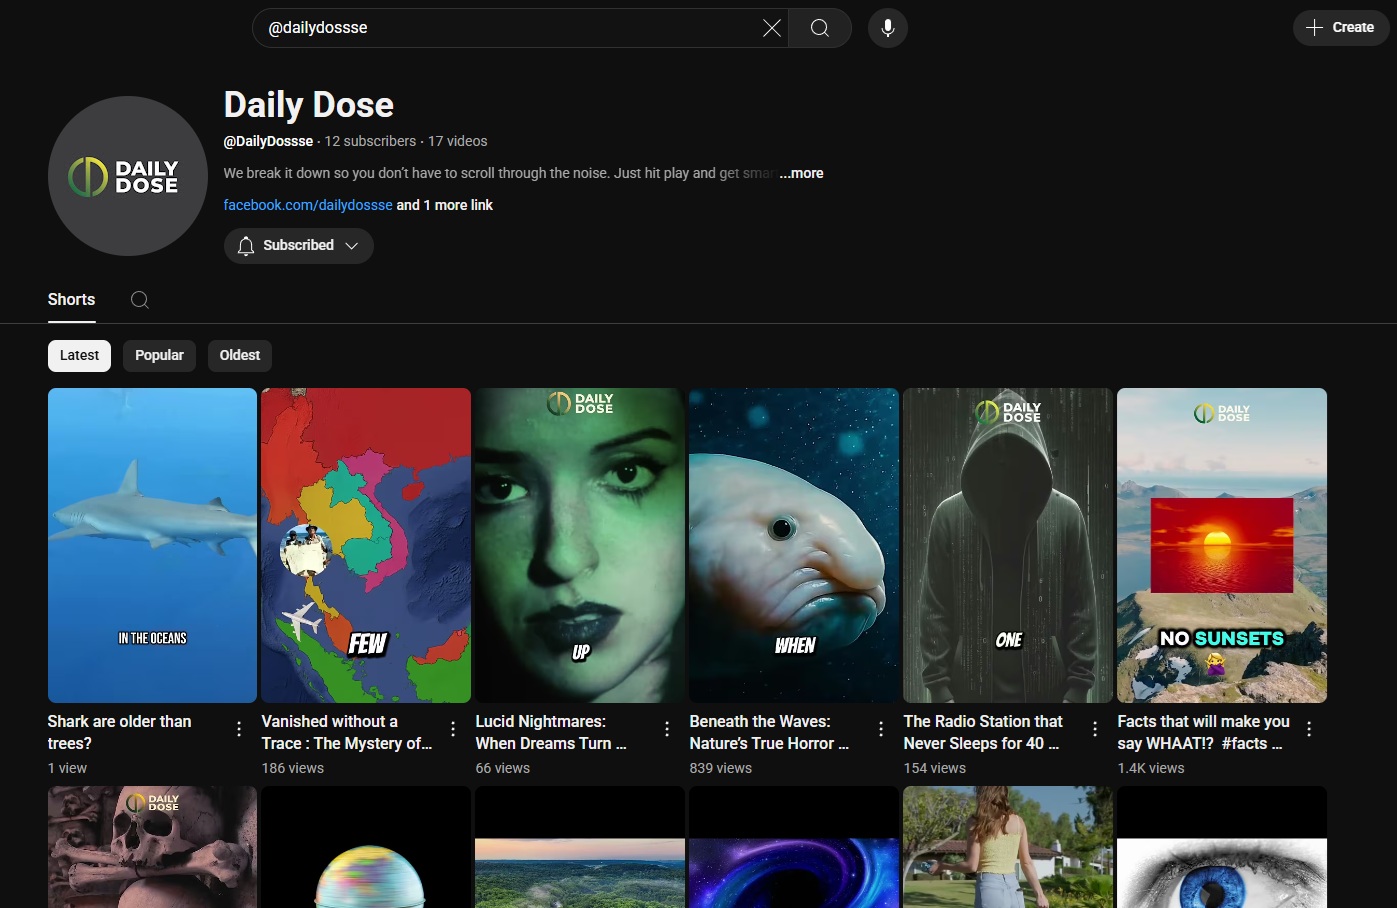 @dailydossse
Create
DAILY
DOSE
Daily Dose
@DailyDossse · 12 subscribers · 17 videos
We break it down so you don’t have to scroll through the noise. Just hit play and get smar ...more
facebook.com/dailydossse and 1 more link
Subscribed
Shorts
Latest
Popular
Oldest
IN THE OCEANS
FEW
DAILY
DOSE
UP
WHEN
DAILY
DOSE
ONE
DAILY
DOSE
NO SUNSETS
Shark are older than
trees?
1 view
Vanished without a
Trace : The Mystery of...
186 views
Lucid Nightmares:
When Dreams Turn ...
66 views
Beneath the Waves:
Nature’s True Horror ...
839 views
The Radio Station that
Never Sleeps for 40 ...
154 views
Facts that will make you
say WHAAT!? #facts ...
1.4K views
DAILY
DOSE